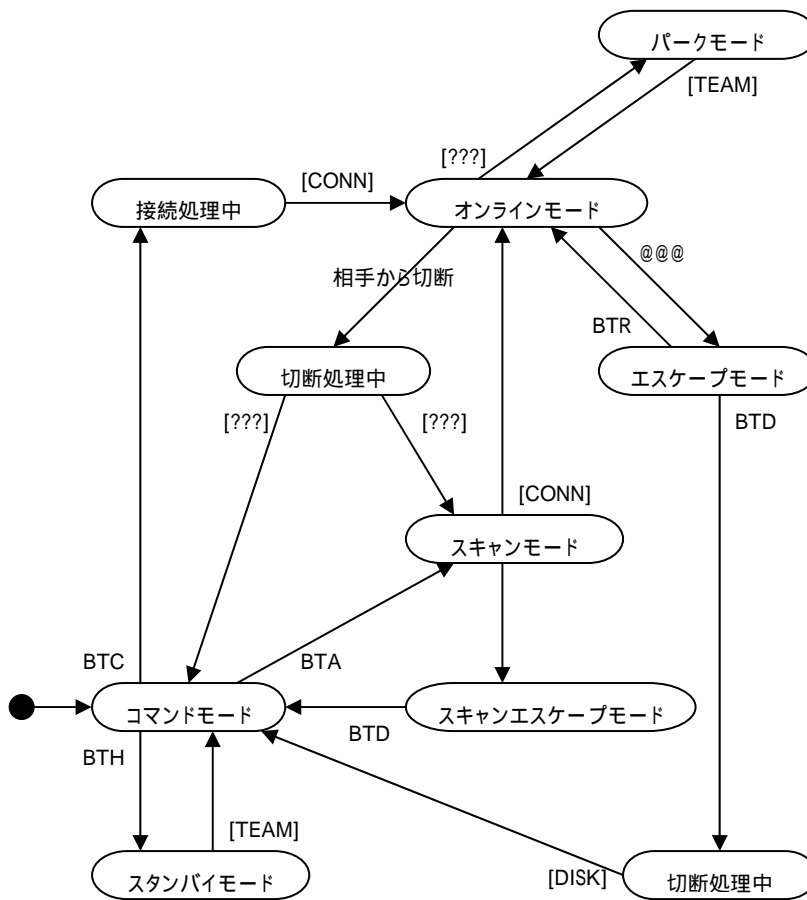 パークモード
[TEAM]
[???]
[CONN]
接続処理中
オンラインモード
@@@
相手から切断
BTR
切断処理中
エスケープモード
[???]
[???]
BTD
[CONN]
スキャンモード
BTC
BTA
コマンドモード
スキャンエスケープモード
BTD
BTH
[TEAM]
スタンバイモード
[DISK]
切断処理中